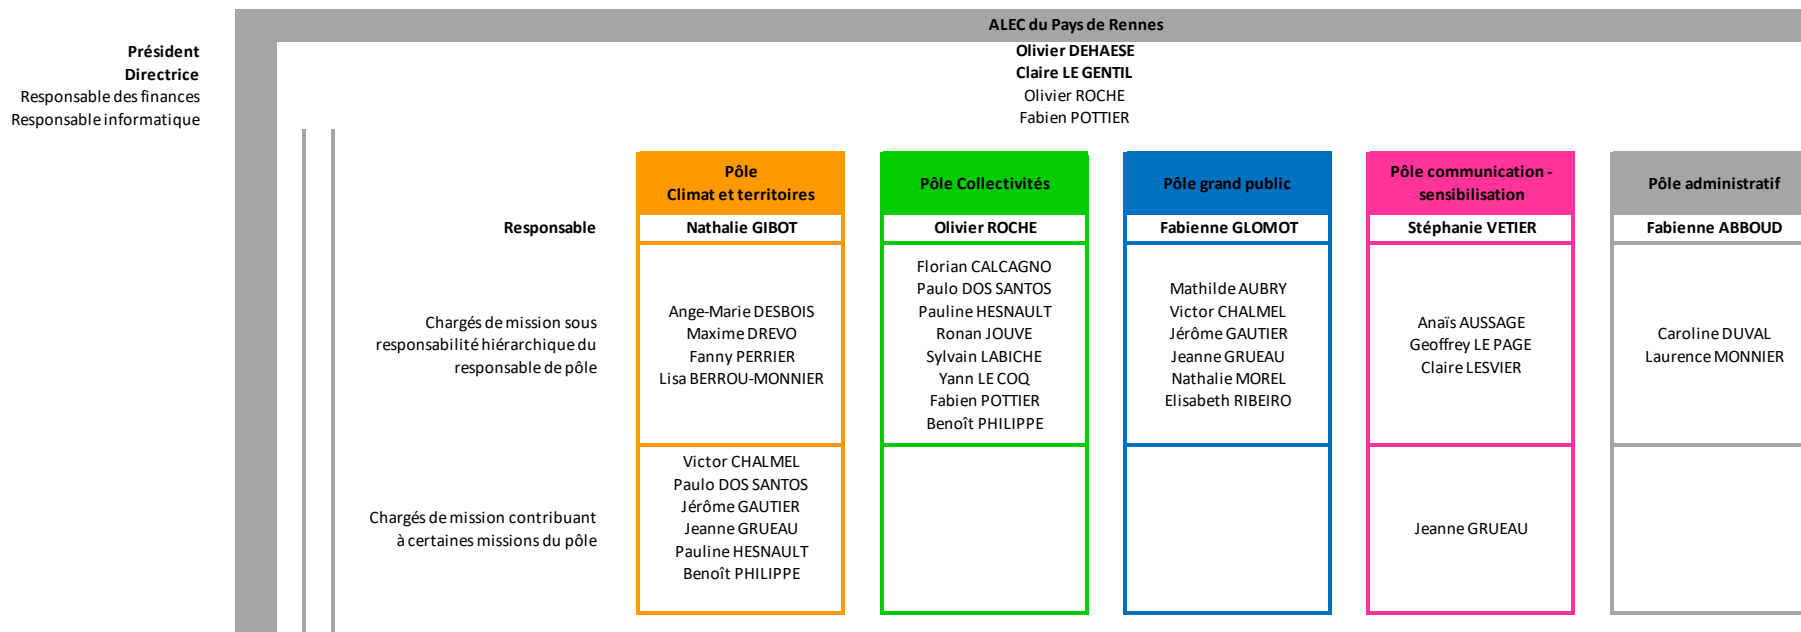 ALEC du Pays de Rennes
Président
Olivier DEHAESE
Directrice
Claire LE GENTIL
Responsable des finances
Olivier ROCHE
Responsable informatique
Fabien POTTIER
Pôle
Climat et territoires
Pôle Collectivités
Pôle grand public
Pôle communication -
sensibilisation
Pôle administratif
Responsable
Nathalie GIBOT
Olivier ROCHE
Fabienne GLOMOT
Stéphanie VETIER
Fabienne ABBOUD
Chargés de mission sous
responsabilité hiérarchique du
responsable de pôle
Ange-Marie DESBOIS
Maxime DREVO
Fanny PERRIER
Lisa BERROU-MONNIER
Florian CALCAGNO
Paulo DOS SANTOS
Pauline HESNAULT
Ronan JOUVE
Sylvain LABICHE
Yann LE COQ
Fabien POTTIER
Benoît PHILIPPE
Mathilde AUBRY
Victor CHALMEL
Jérôme GAUTIER
Jeanne GRUEAU
Nathalie MOREL
Elisabeth RIBEIRO
Anaïs AUSSAGE
Geoffrey LE PAGE
Claire LESVIER
Caroline DUVAL
Laurence MONNIER
Chargés de mission contribuant
à certaines missions du pôle
Victor CHALMEL
Paulo DOS SANTOS
Jérôme GAUTIER
Jeanne GRUEAU
Pauline HESNAULT
Benoît PHILIPPE
Jeanne GRUEAU